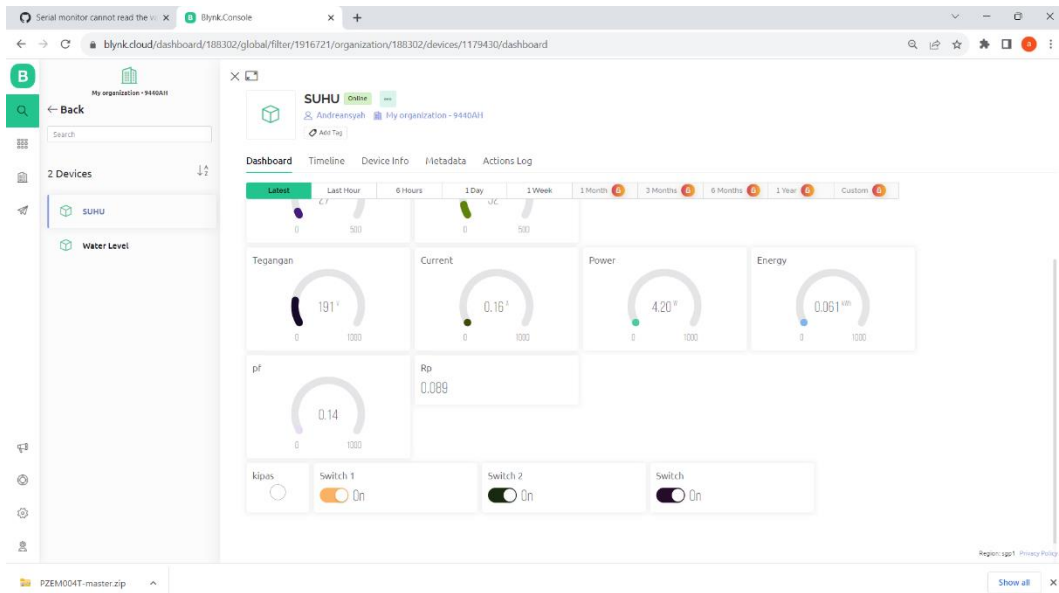 Serial monitor cannot read the v
Blynk.Console
blynk.cloud/dashboard/188302/global/filter/1916721/organization/188302/devices/1179430/dashboard
B
My organization - 9440AH
← Back
Search
2 Devices
SUHU
Water Level
SUHU Online
Andreansyah My organization - 9440AH
Add Tag
Dashboard Timeline Device Info Metadata Actions Log
Latest Last Hour 6 Hours 1 Day 1 Week 1 Month 3 Months 6 Months 1 Year Custom
27 32
0 500 0 500
Tegangan Current Power Energy
191 V 0.16 4.20 W 0.061 kWh
0 1000 0 1000 0 1000 0 1000
pf Rp
0.089
0.14
0 1000
kipas Switch 1 Switch 2 Switch
On On On
Region: sgp1 Privacy Policy
PZEM004T-master.zip Show all